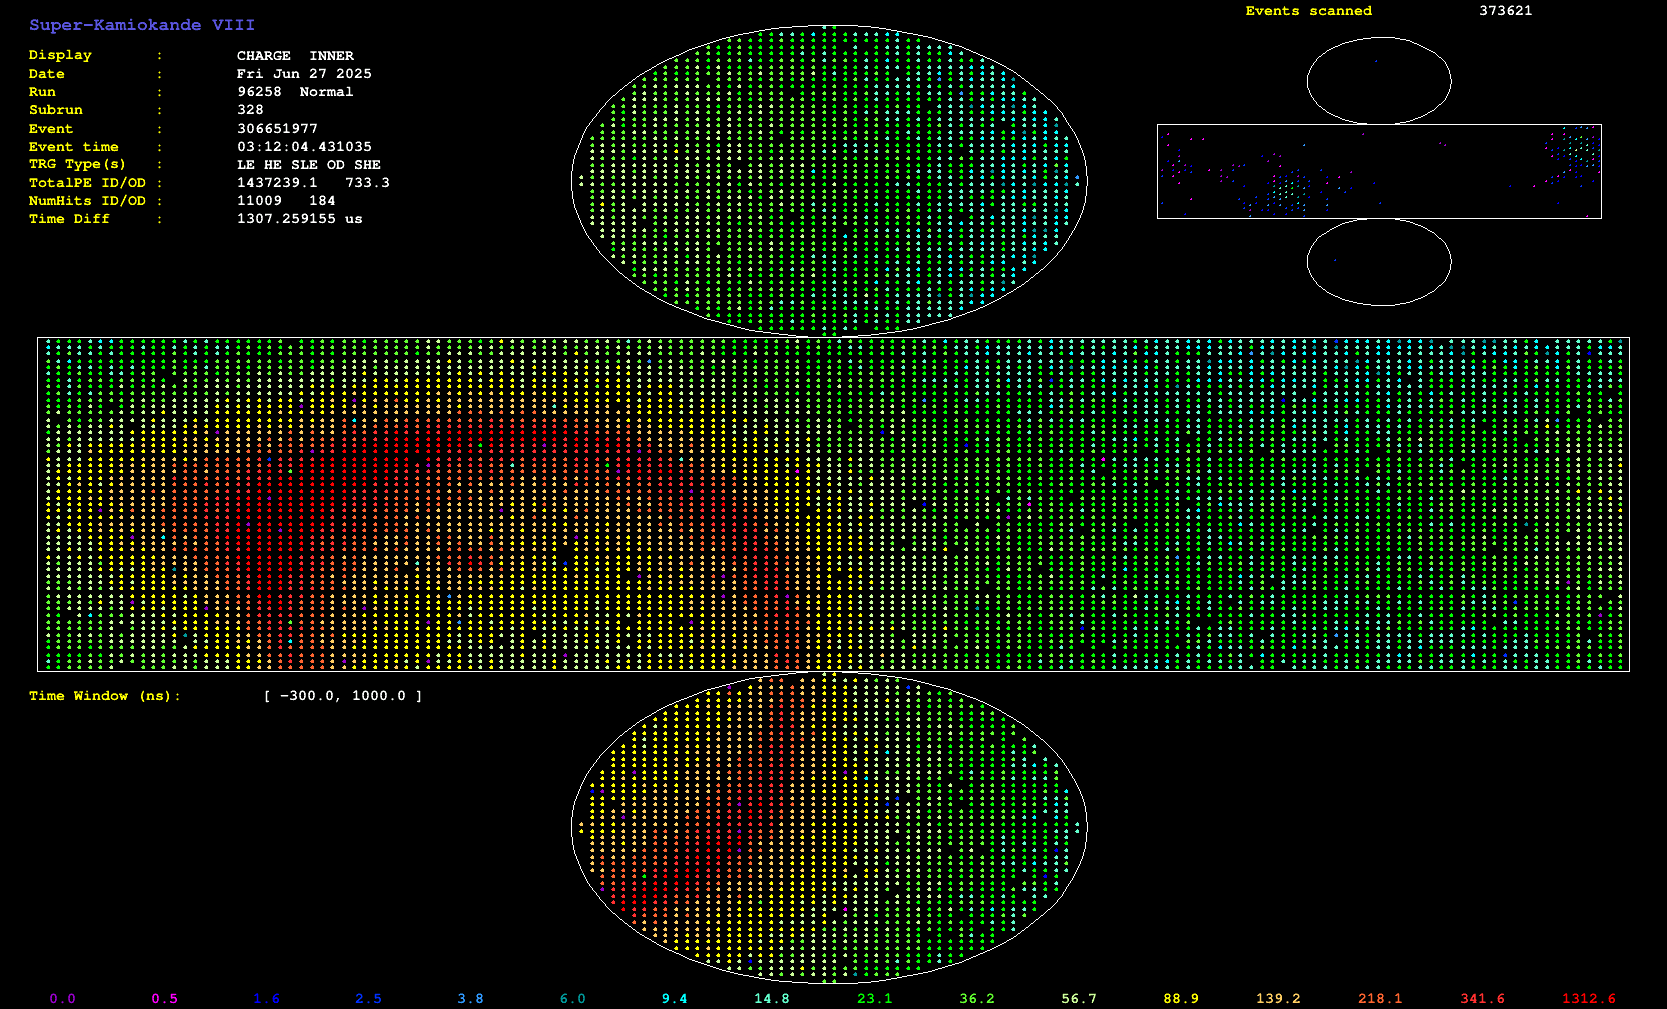 Super-Kamiokande VIII
Events scanned 373621
Display : CHARGE INNER
Date : Fri Jun 27 2025
Run : 96258 Normal
Subrun : 328
Event : 306651977
Event time : 03:12:04.431035
TRG Type(s) : LE HE SLE OD SHE
TotalPE ID/OD : 1437239.1 733.3
NumHits ID/OD : 11009 184
Time Diff : 1307.259155 us
Time Window (ns): [ -300.0, 1000.0 ]
0.0 0.5 1.6 2.5 3.8 6.0 9.4 14.8 23.1 36.2 56.7 88.9 139.2 218.1 341.6 1312.6